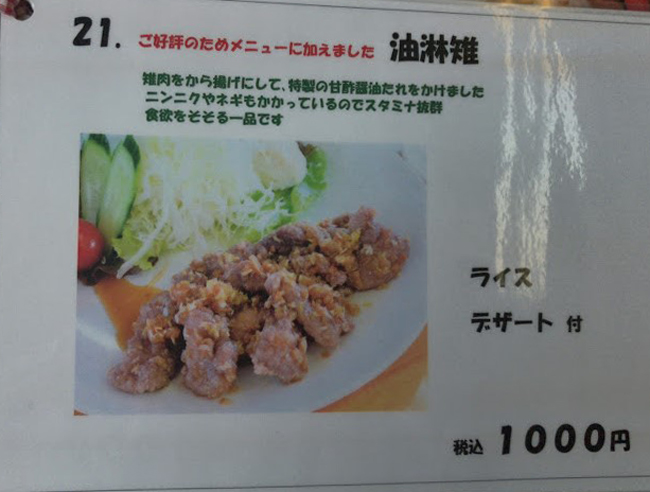 21. ご好評のためメニューに加えました 油淋雉
雉肉をから揚げにして、特製の甘酢醤油たれをかけました
ニンニクやネギもかかっているのでスタミナ抜群
食欲をそそる一品です
ライス
デザート 付
税込 1000円